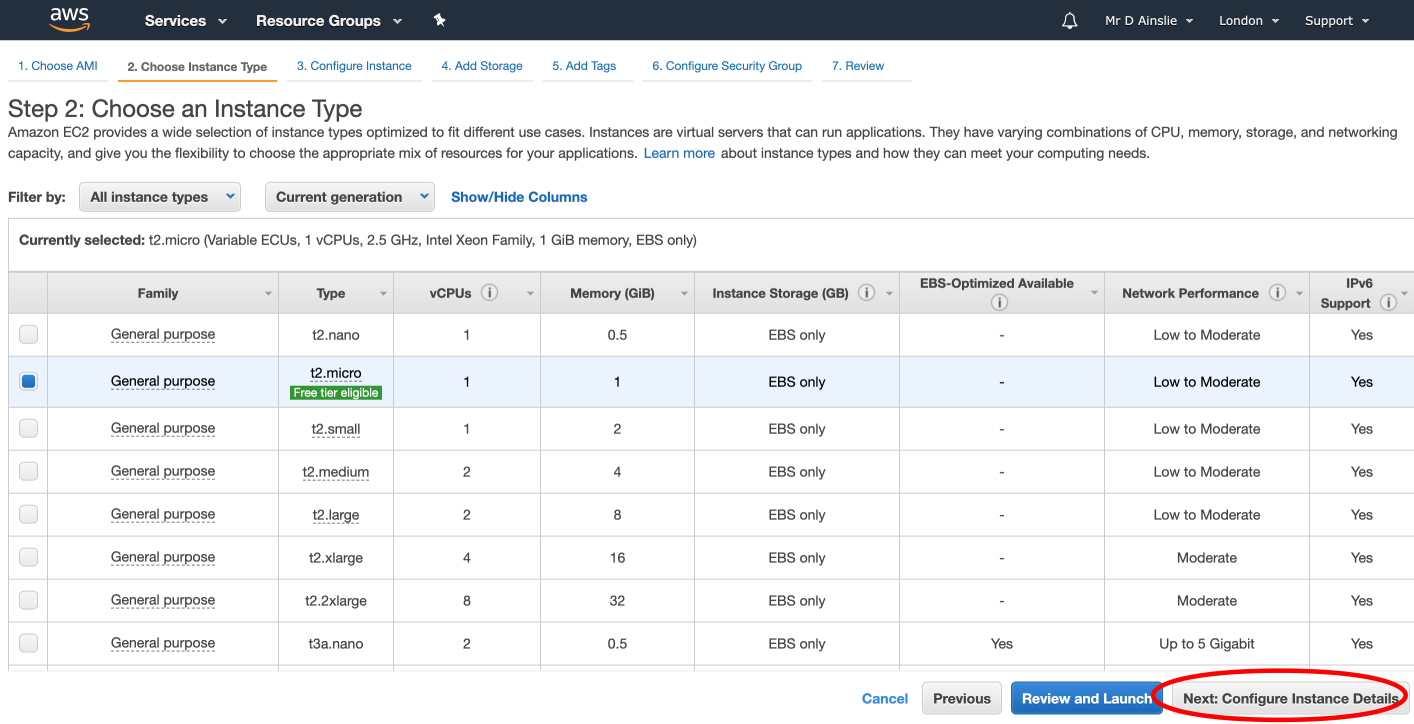 aws Services Resource Groups Mr D Ainslie London Support
1. Choose AMI 2. Choose Instance Type 3. Configure Instance 4. Add Storage 5. Add Tags 6. Configure Security Group 7. Review
Step 2: Choose an Instance Type
Amazon EC2 provides a wide selection of instance types optimized to fit different use cases. Instances are virtual servers that can run applications. They have varying combinations of CPU, memory, storage, and networking
capacity, and give you the flexibility to choose the appropriate mix of resources for your applications. Learn more about instance types and how they can meet your computing needs.
Filter by: All instance types Current generation Show/Hide Columns
Currently selected: t2.micro (Variable ECUs, 1 vCPUs, 2.5 GHz, Intel Xeon Family, 1 GiB memory, EBS only)
Family Type vCPUs i Memory (GiB) Instance Storage (GB) i EBS-Optimized Available i Network Performance i IPv6 Support i
General purpose t2.nano 1 0.5 EBS only - Low to Moderate Yes
General purpose t2.micro Free tier eligible 1 1 EBS only - Low to Moderate Yes
General purpose t2.small 1 2 EBS only - Low to Moderate Yes
General purpose t2.medium 2 4 EBS only - Low to Moderate Yes
General purpose t2.large 2 8 EBS only - Low to Moderate Yes
General purpose t2.xlarge 4 16 EBS only - Moderate Yes
General purpose t2.2xlarge 8 32 EBS only - Moderate Yes
General purpose t3a.nano 2 0.5 EBS only Yes Up to 5 Gigabit Yes
Cancel Previous Review and Launch Next: Configure Instance Details